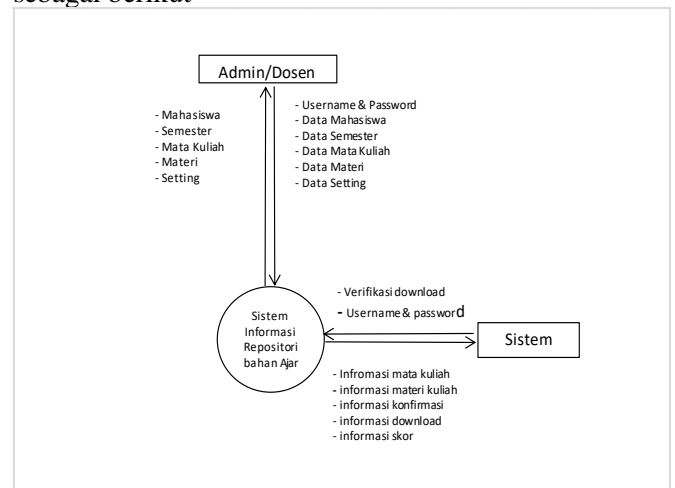 sebagai berikut
Admin/Dosen
- Mahasiswa
- Semester
- Mata Kuliah
- Materi
- Setting
- Username & Password
- Data Mahasiswa
- Data Semester
- Data Mata Kuliah
- Data Materi
- Data Setting
Sistem
Informasi
Repositori
bahan Ajar
- Verifikasi download
- Username & password
Sistem
- Infromasi mata kuliah
- informasi materi kuliah
- informasi konfirmasi
- informasi download
- informasi skor